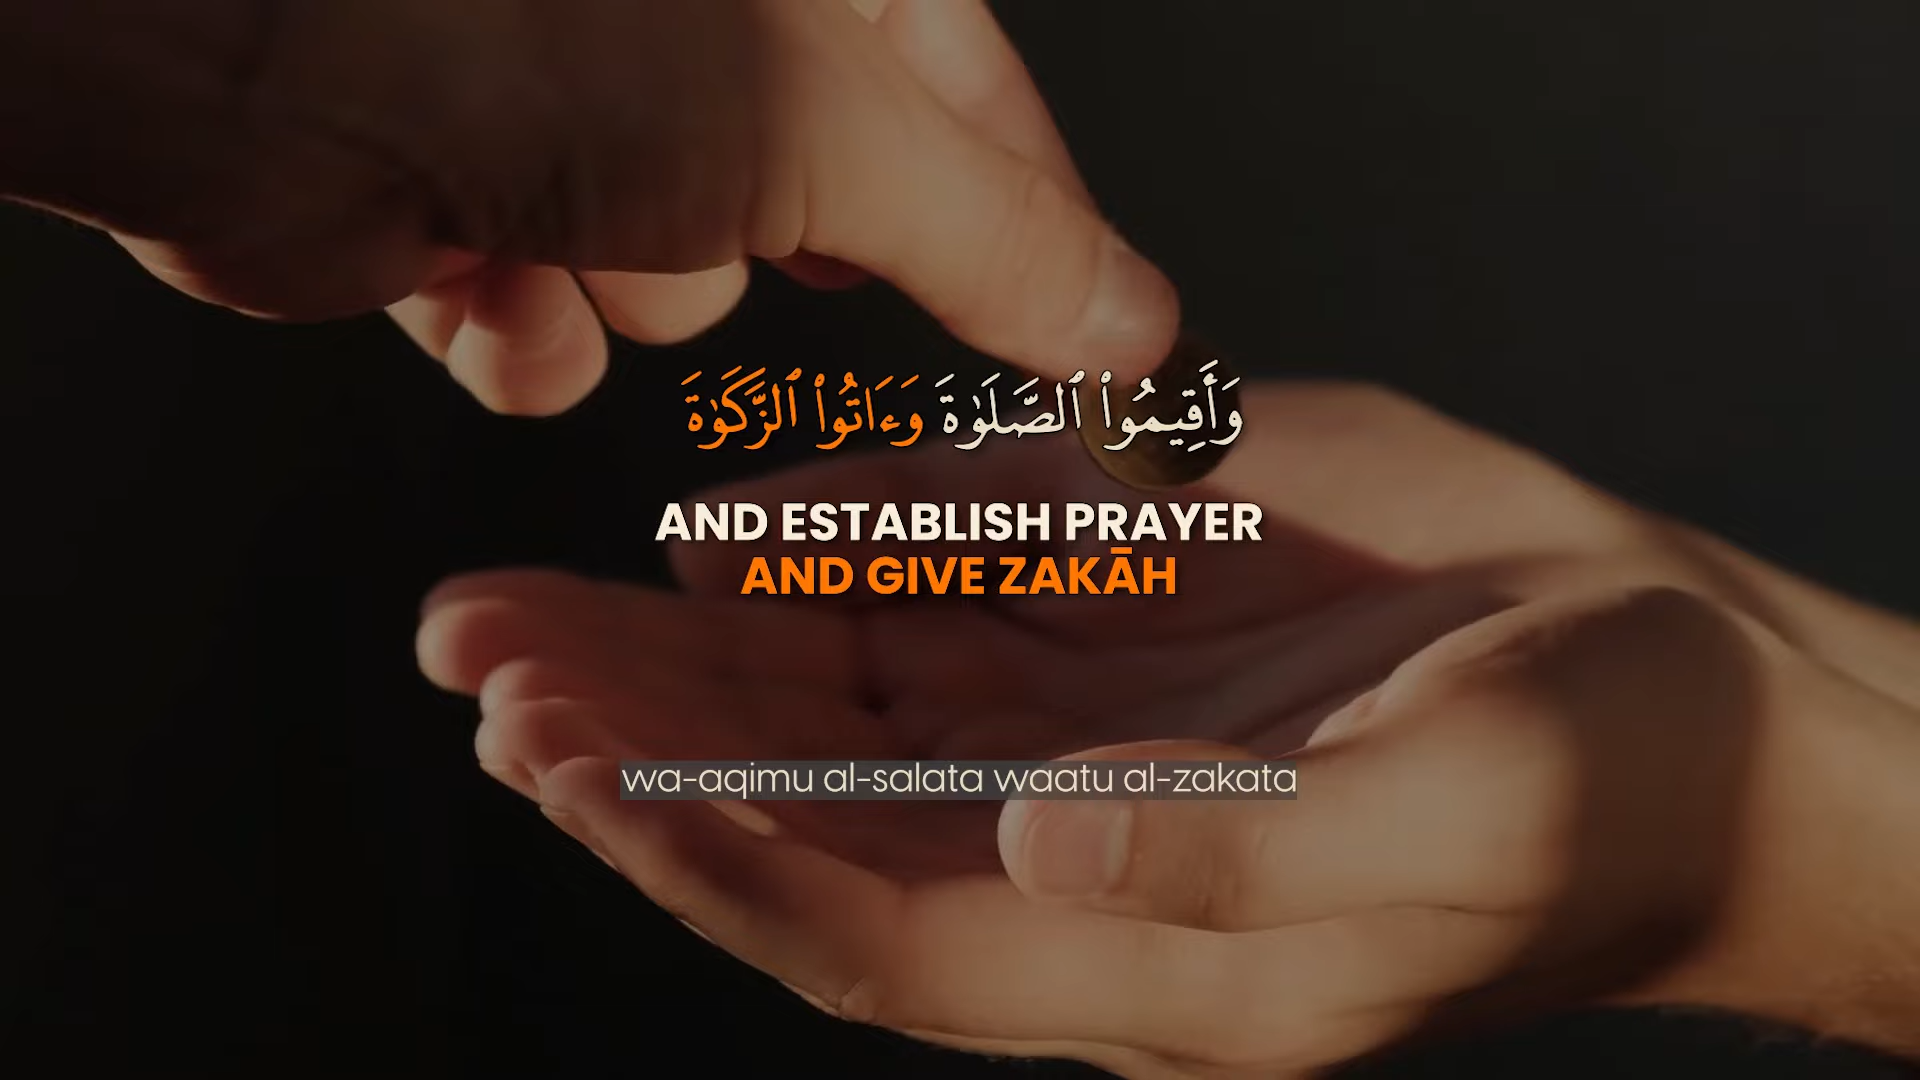 وَأَقِيمُوا۟ ٱلصَّلَوٰةَ وَءَاتُوا۟ ٱلزَّكَوٰةَ
AND ESTABLISH PRAYER
AND GIVE ZAKĀH
wa-aqimu al-salata waatu al-zakata